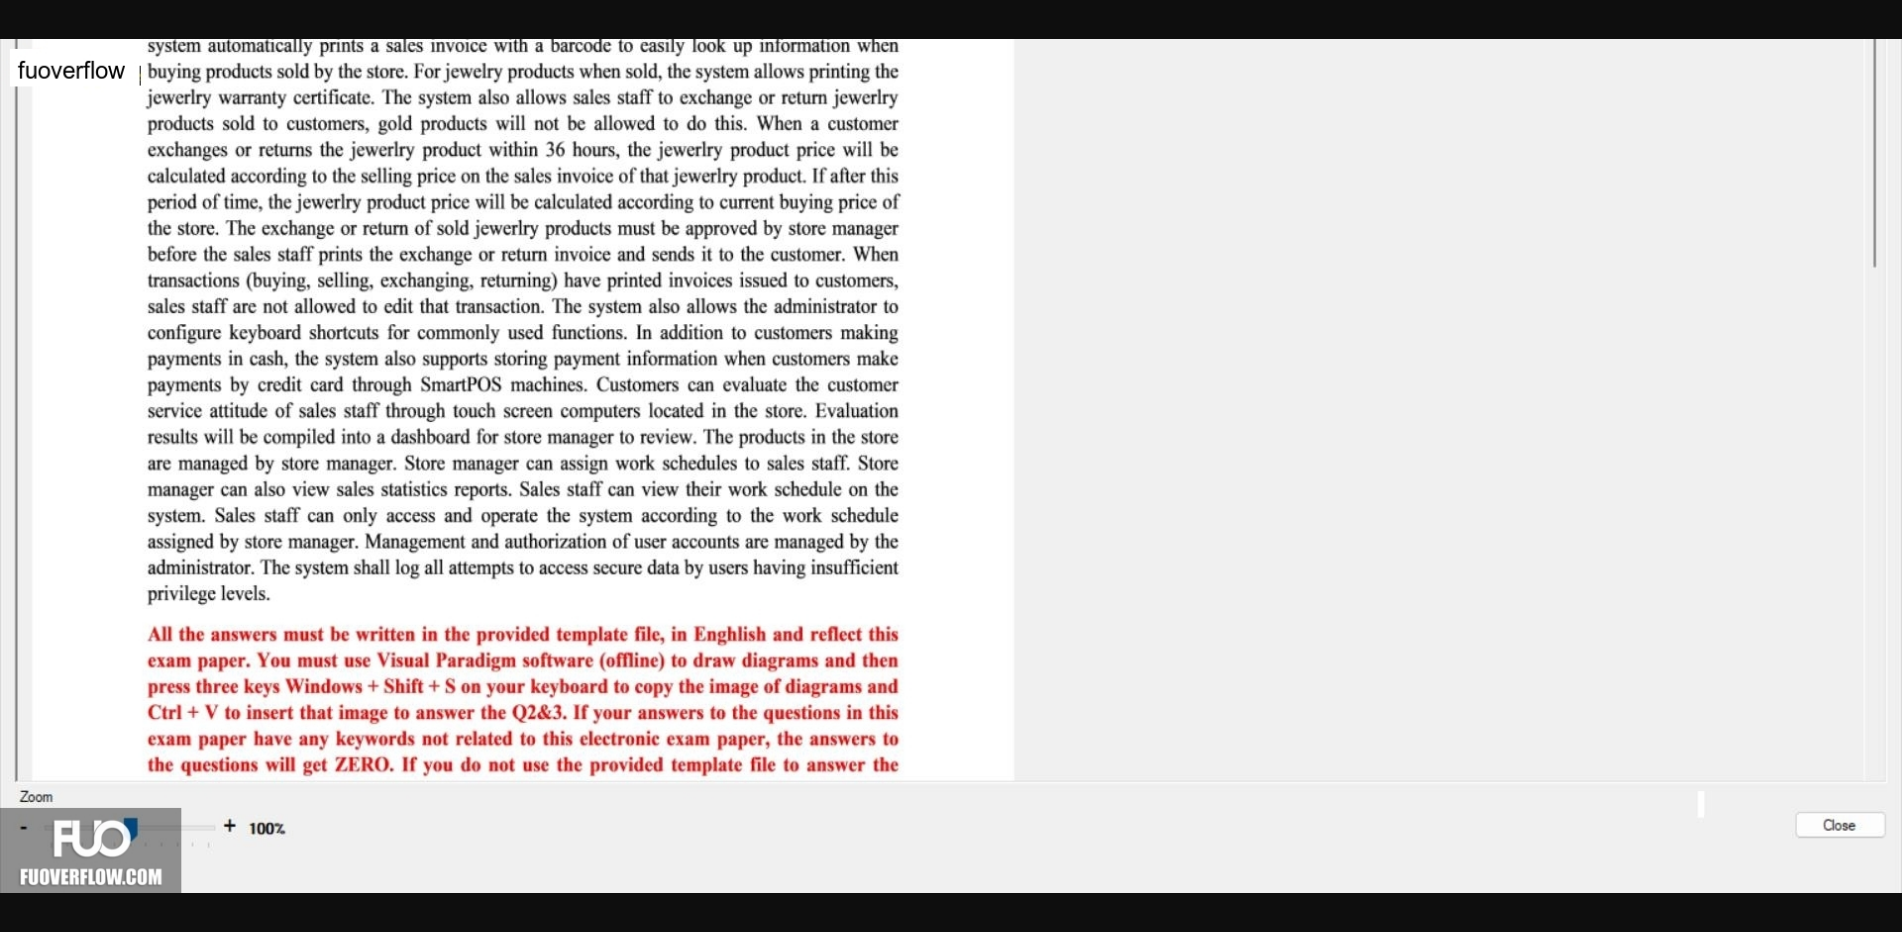 system automatically prints a sales invoice with a barcode to easily look up information when
fuoverflow
buying products sold by the store. For jewelry products when sold, the system allows printing the
jewerlry warranty certificate. The system also allows sales staff to exchange or return jewerlry
products sold to customers, gold products will not be allowed to do this. When a customer
exchanges or returns the jewerlry product within 36 hours, the jewerlry product price will be
calculated according to the selling price on the sales invoice of that jewerlry product. If after this
period of time, the jewerlry product price will be calculated according to current buying price of
the store. The exchange or return of sold jewerlry products must be approved by store manager
before the sales staff prints the exchange or return invoice and sends it to the customer. When
transactions (buying, selling, exchanging, returning) have printed invoices issued to customers,
sales staff are not allowed to edit that transaction. The system also allows the administrator to
configure keyboard shortcuts for commonly used functions. In addition to customers making
payments in cash, the system also supports storing payment information when customers make
payments by credit card through SmartPOS machines. Customers can evaluate the customer
service attitude of sales staff through touch screen computers located in the store. Evaluation
results will be compiled into a dashboard for store manager to review. The products in the store
are managed by store manager. Store manager can assign work schedules to sales staff. Store
manager can also view sales statistics reports. Sales staff can view their work schedule on the
system. Sales staff can only access and operate the system according to the work schedule
assigned by store manager. Management and authorization of user accounts are managed by the
administrator. The system shall log all attempts to access secure data by users having insufficient
privilege levels.
All the answers must be written in the provided template file, in Enghlish and reflect this
exam paper. You must use Visual Paradigm software (offline) to draw diagrams and then
press three keys Windows + Shift + S on your keyboard to copy the image of diagrams and
Ctrl + V to insert that image to answer the Q2&3. If your answers to the questions in this
exam paper have any keywords not related to this electronic exam paper, the answers to
the questions will get ZERO. If you do not use the provided template file to answer the
Zoom
- + 100%
Close
FUO
FUOVERFLOW.COM